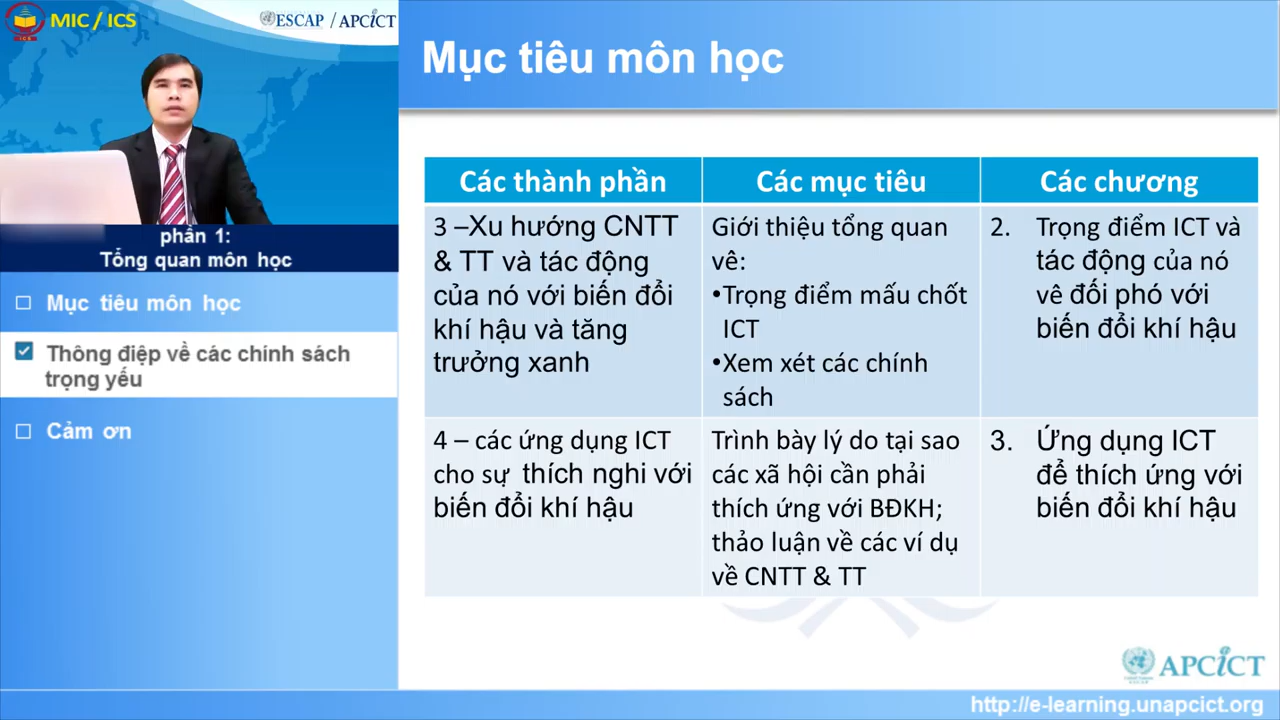 MIC / ICS
ESCAP / APCICT
Mục tiêu môn học
phần 1:
Tổng quan môn học
Mục tiêu môn học
Thông điệp về các chính sách
trọng yếu
Cảm ơn
Các thành phần
Các mục tiêu
Các chương
3 –Xu hướng CNTT
& TT và tác động
của nó với biến đổi
khí hậu và tăng
trưởng xanh
Giới thiệu tổng quan
vê:
•Trọng điểm mấu chốt
ICT
•Xem xét các chính
sách
2. Trọng điểm ICT và
tác động của nó
vê đối phó với
biến đổi khí hậu
4 – các ứng dụng ICT
cho sự thích nghi với
biến đổi khí hậu
Trình bày lý do tại sao
các xã hội cần phải
thích ứng với BĐKH;
thảo luận về các ví dụ
về CNTT & TT
3. Ứng dụng ICT
để thích ứng với
biến đổi khí hậu
APCICT
http://e-learning.unapcict.org